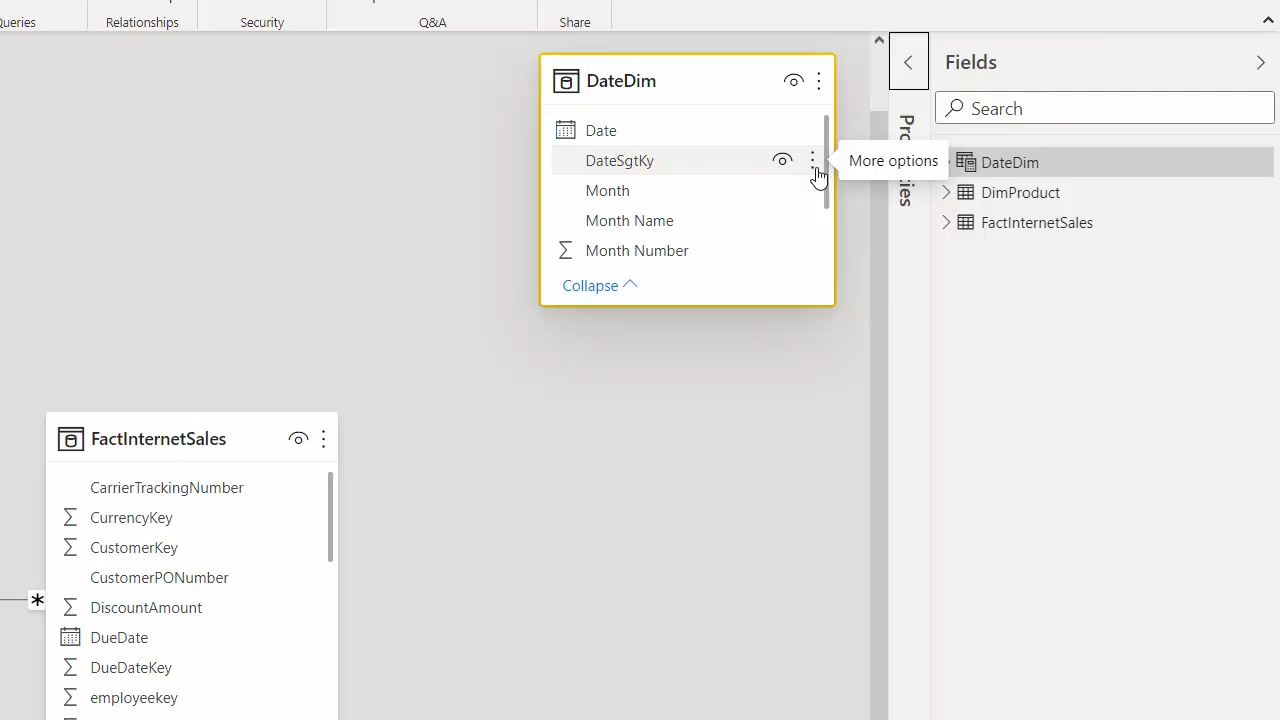 ueries
Relationships
Security
Q&A
Share
DateDim
Date
DateSgtKy
Month
Month Name
Month Number
Collapse
More options
Fields
Search
DateDim
DimProduct
FactInternetSales
FactInternetSales
CarrierTrackingNumber
CurrencyKey
CustomerKey
CustomerPONumber
DiscountAmount
DueDate
DueDateKey
employeekey